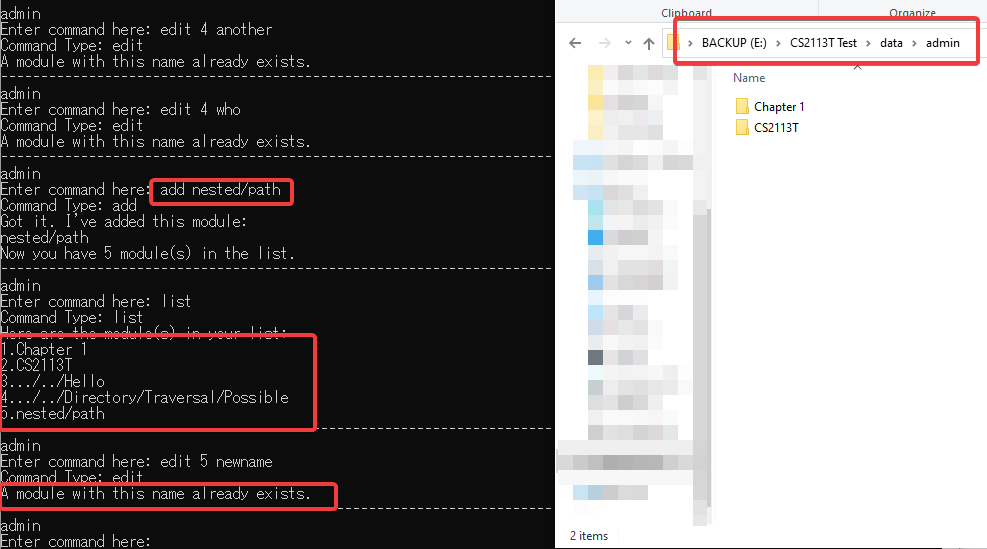 admin
Enter command here: edit 4 another
Command Type: edit
A module with this name already exists.
admin
Enter command here: edit 4 who
Command Type: edit
A module with this name already exists.
admin
Enter command here: add nested/path
Command Type: add
Got it. I've added this module:
nested/path
Now you have 5 module(s) in the list.
admin
Enter command here: list
Command Type: list
Here are the module(s) in your list:
1.Chapter 1
2.CS2113T
3.../../Hello
4.../../Directory/Traversal/Possible
5.nested/path
admin
Enter command here: edit 5 newname
Command Type: edit
A module with this name already exists.
admin
Enter command here:
Clipboard
Organize
BACKUP (E:) > CS2113T Test > data > admin
Name
Chapter 1
CS2113T
2 items